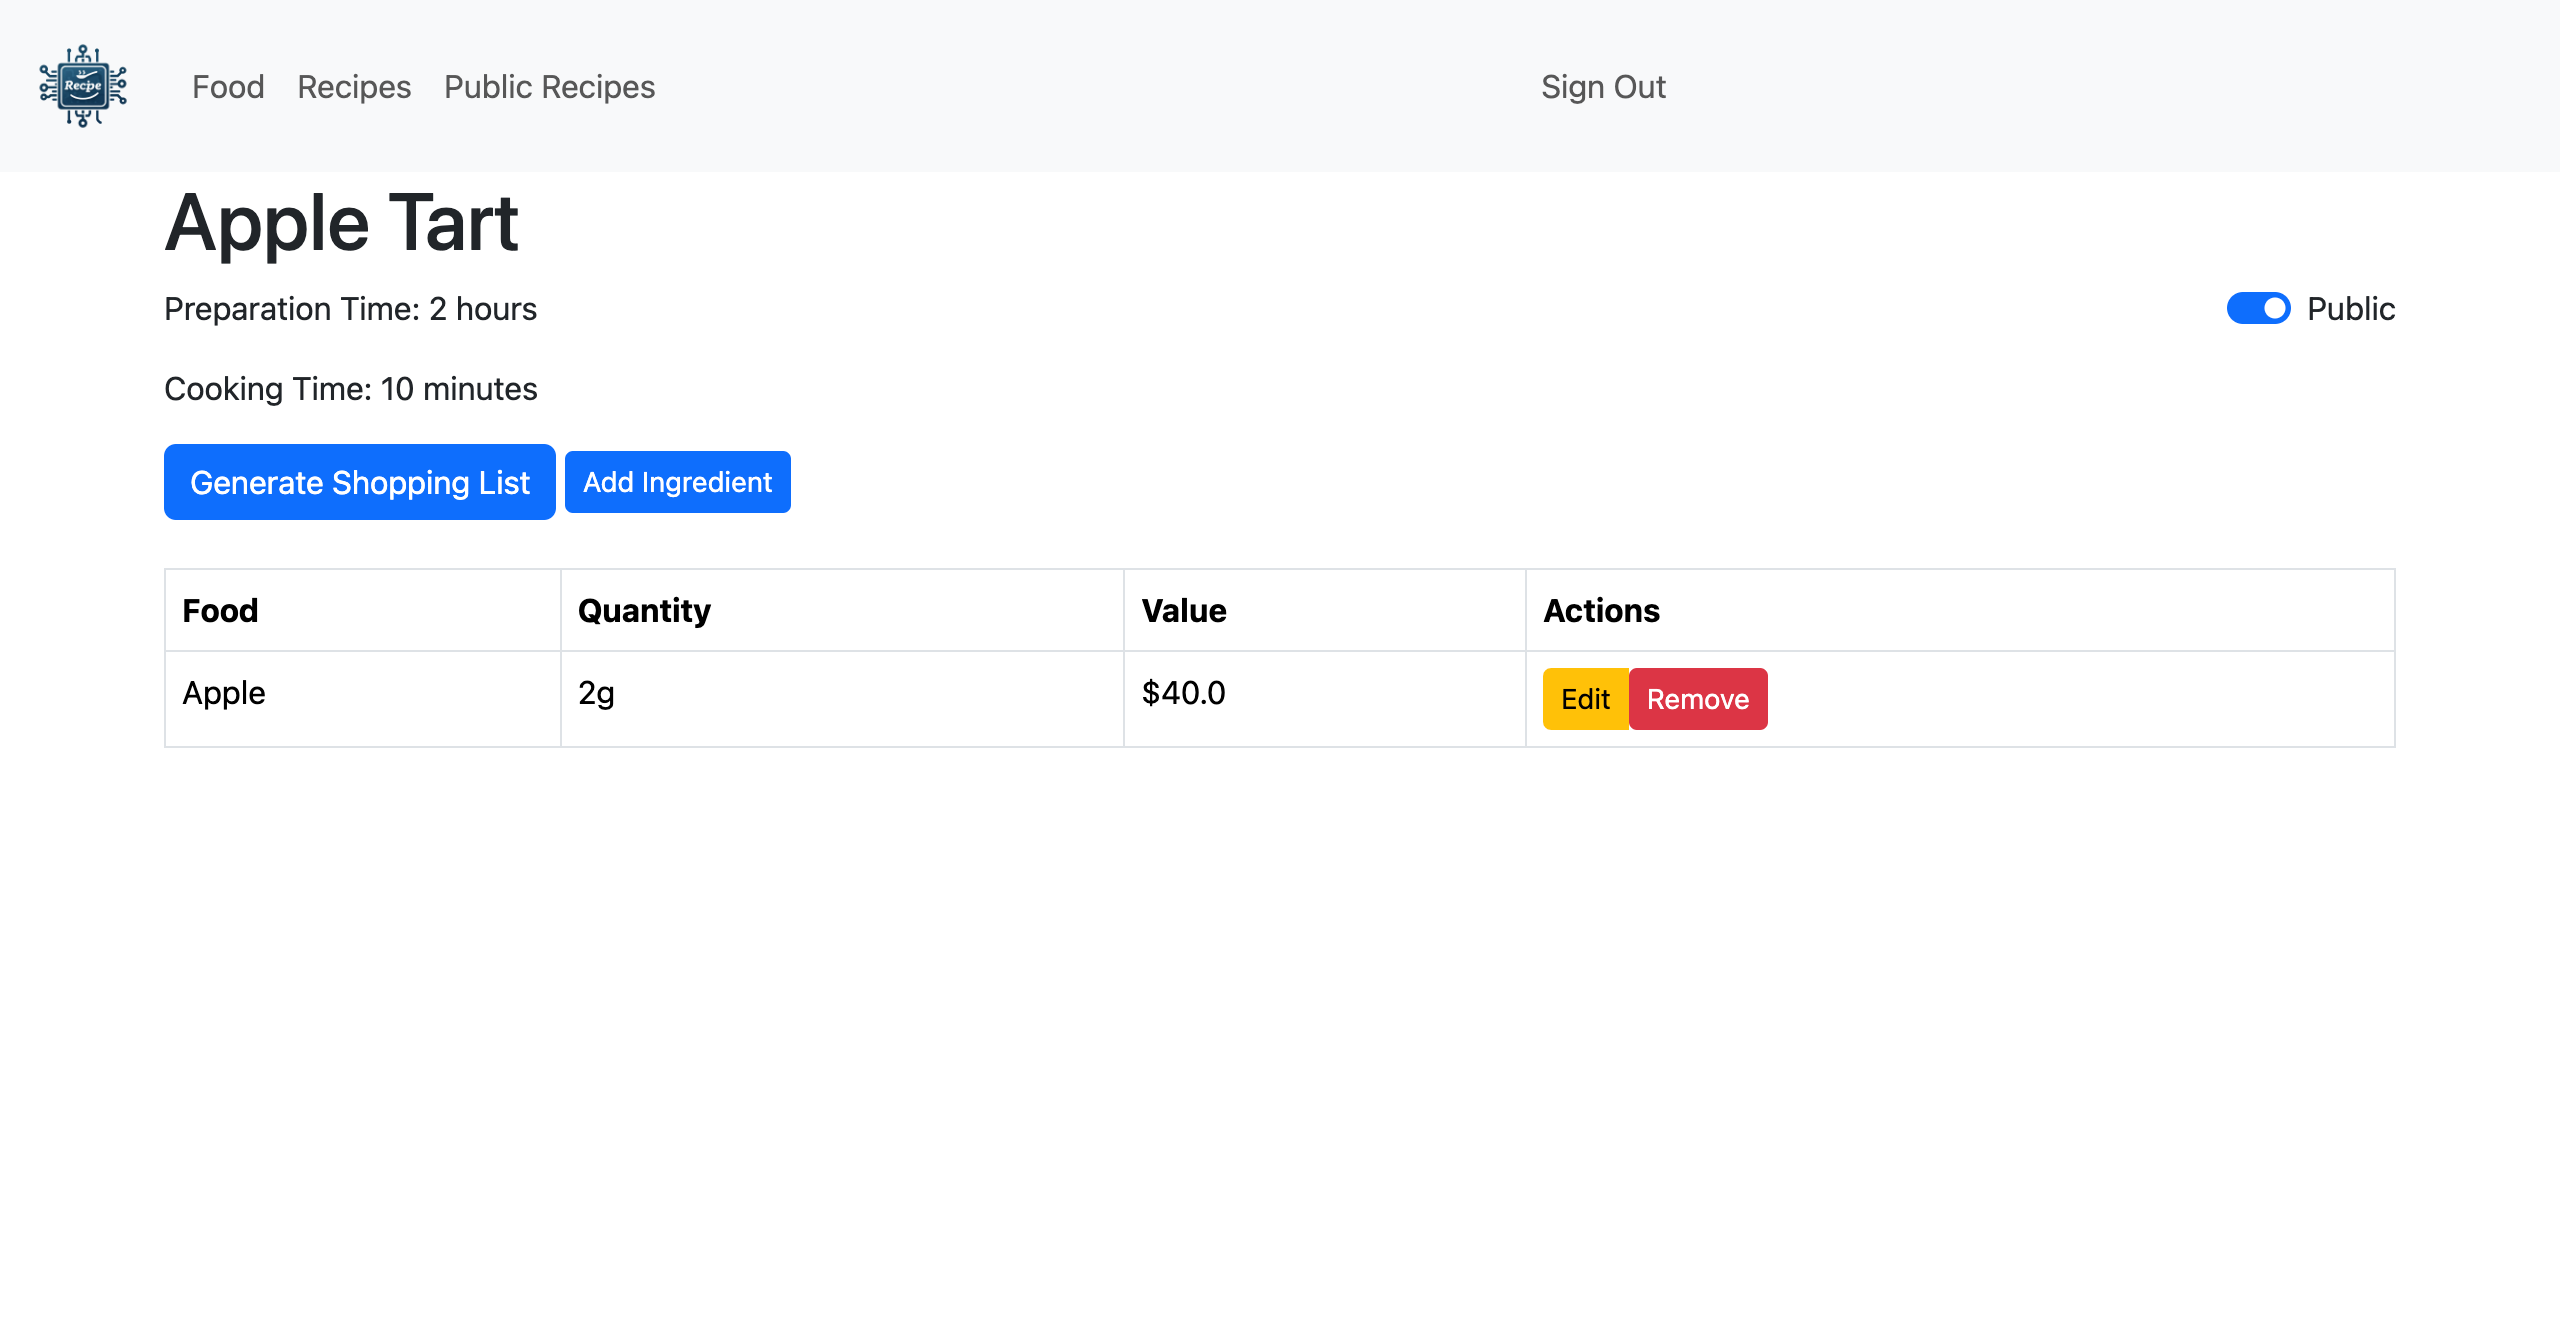 Recipe
Food Recipes Public Recipes Sign Out
Apple Tart
Preparation Time: 2 hours Public
Cooking Time: 10 minutes
Generate Shopping List Add Ingredient
Food Quantity Value Actions
Apple 2g $40.0 Edit Remove